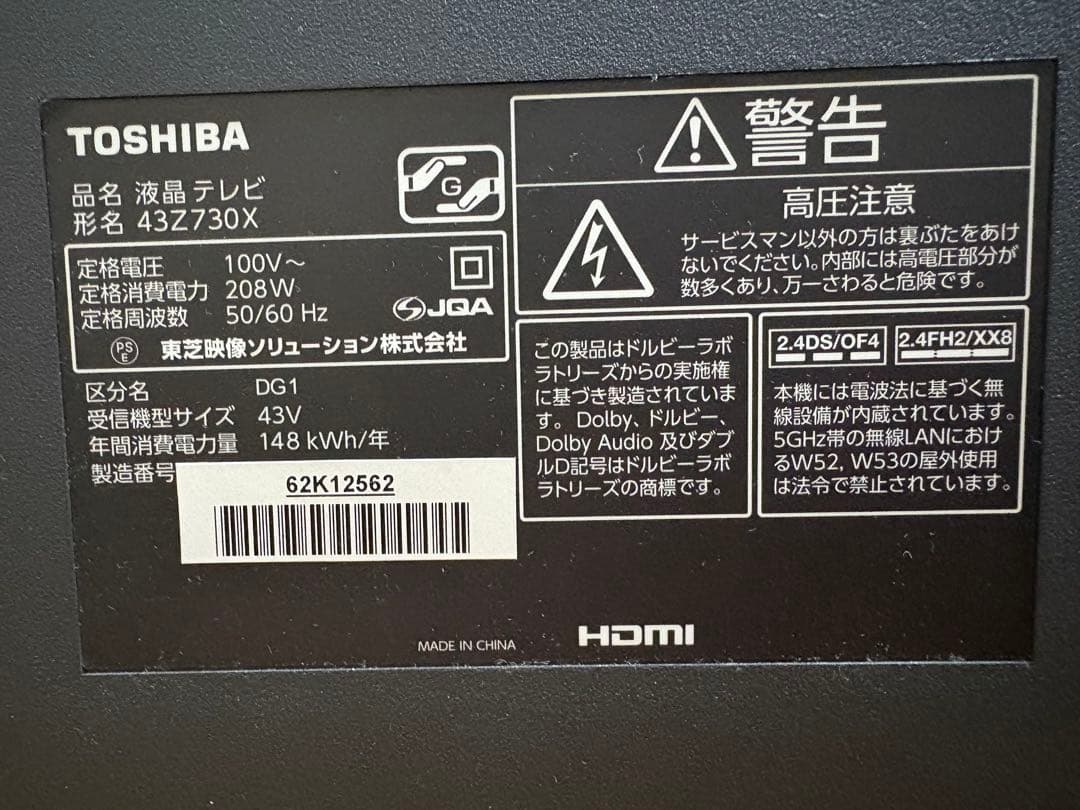 TOSHIBA
品名 液晶テレビ
形名 43Z730X
G
定格電圧 100V～
定格消費電力 208W
定格周波数 50/60 Hz
JQA
PS
E
東芝映像ソリューション株式会社
区分名 DG1
受信機型サイズ 43V
年間消費電力量 148 kWh/年
製造番号
62K12562
警告
高圧注意
サービスマン以外の方は裏ぶたをあけ
ないでください。内部には高電圧部分が
数多くあり、万一さわると危険です。
この製品はドルビーラボ
ラトリーズからの実施権
に基づき製造されていま
す。Dolby、ドルビー、
Dolby Audio 及びダブ
ルD記号はドルビーラボ
ラトリーズの商標です。
2.4DS/OF4
2.4FH2/XX8
本機には電波法に基づく無
線設備が内蔵されています。
5GHz帯の無線LANにおけ
るW52, W53の屋外使用
は法令で禁止されています。
MADE IN CHINA
HDMI